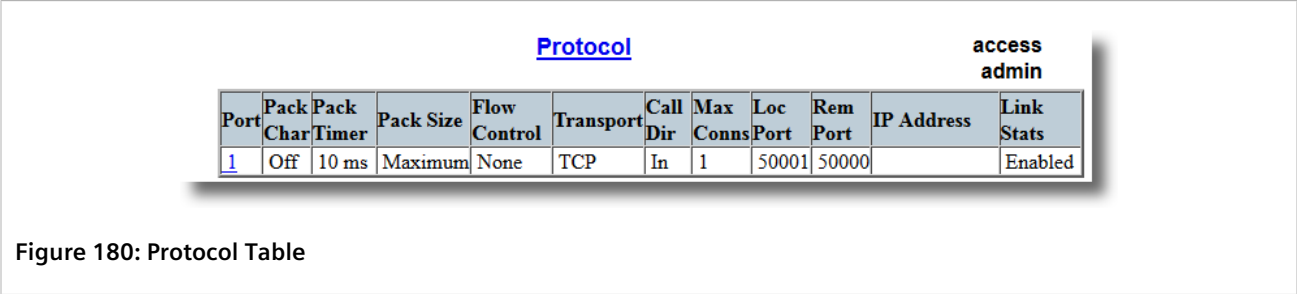 Protocol
access
admin
Port Pack Char Pack Timer Pack Size Flow Control Transport Call Dir Max Conns Loc Port Rem Port IP Address Link Stats
1 Off 10 ms Maximum None TCP In 1 50001 50000 Enabled
Figure 180: Protocol Table